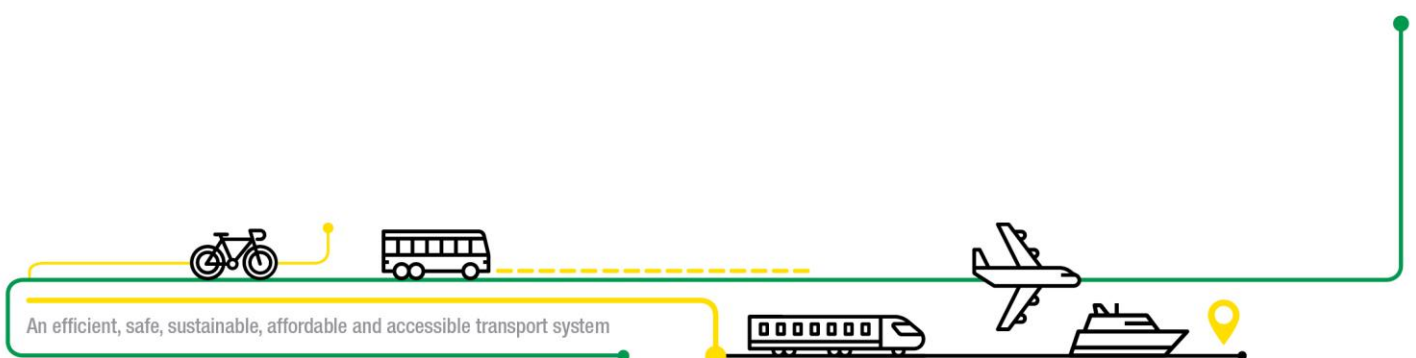 An efficient, safe, sustainable, affordable and accessible transport system